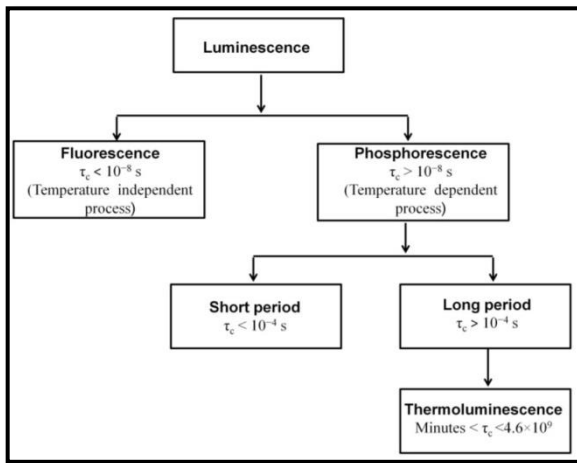 Luminescence
Fluorescence
τc < 10⁻⁸ s
(Temperature independent
process)
Phosphorescence
τc > 10⁻⁸ s
(Temperature dependent
process)
Short period
τc < 10⁻⁴ s
Long period
τc > 10⁻⁴ s
Thermoluminescence
Minutes < τc <4.6×10⁹